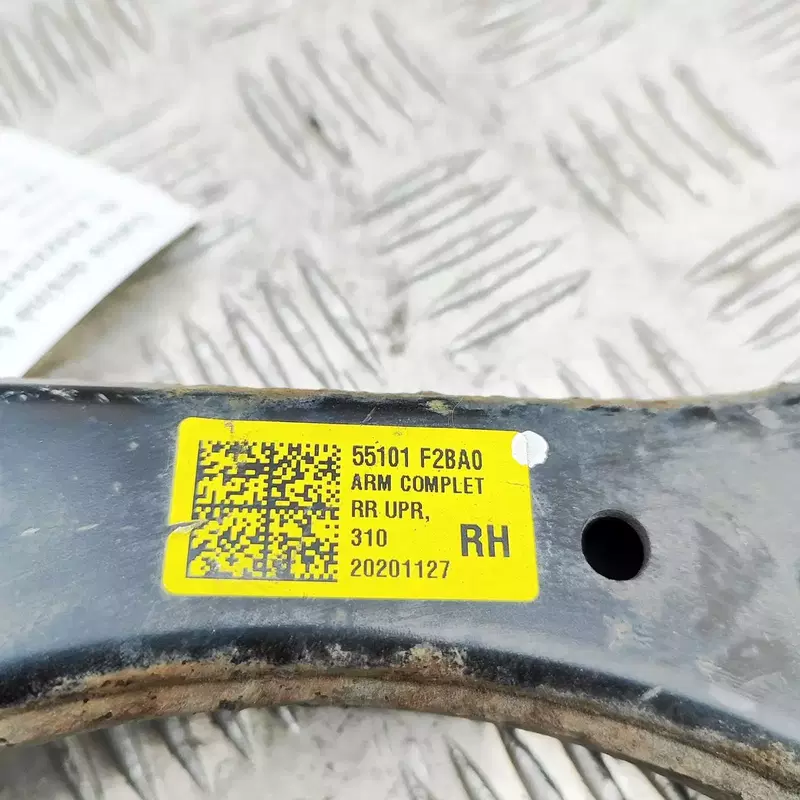 55101 F2BA0
ARM COMPLET
RR UPR,
310 RH
20201127